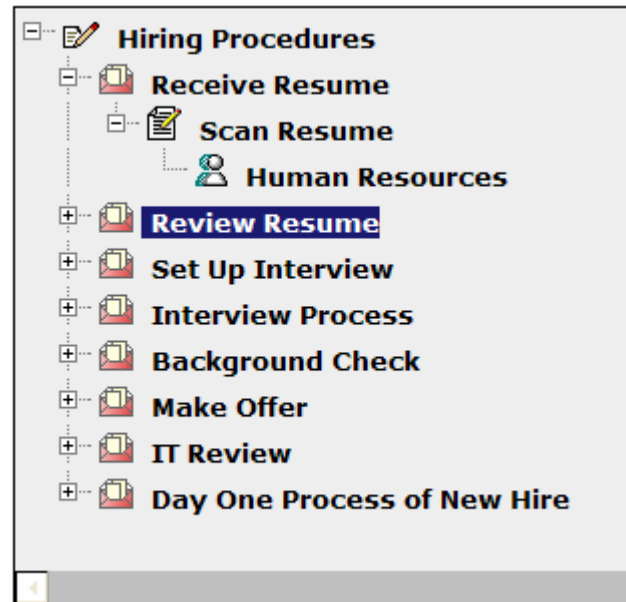 Hiring Procedures
Receive Resume
Scan Resume
Human Resources
Review Resume
Set Up Interview
Interview Process
Background Check
Make Offer
IT Review
Day One Process of New Hire